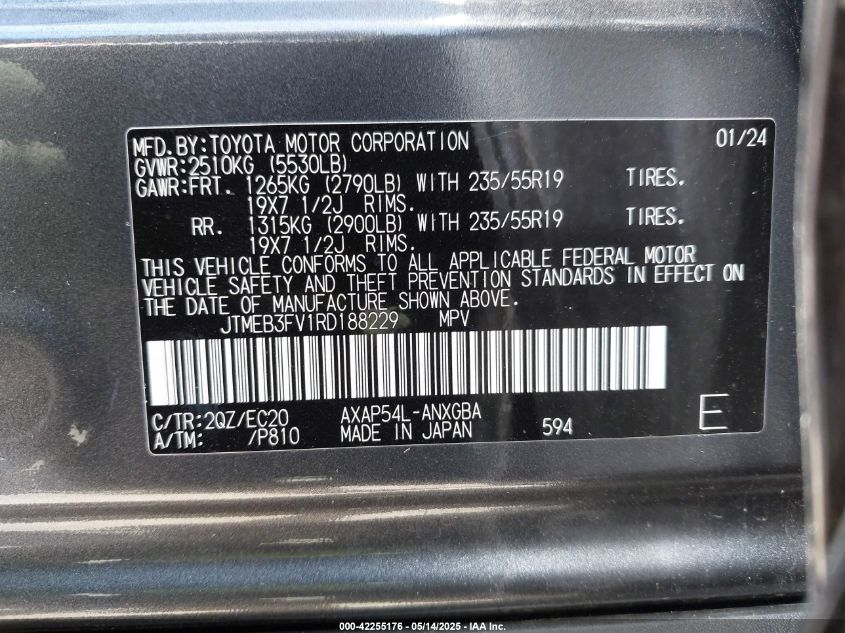 MFD.BY:TOYOTA MOTOR CORPORATION 01/24
GVWR:2510KG (5530LB)
GAWR:FRT. 1265KG (2790LB) WITH 235/55R19 TIRES.
19X7 1/2J RIMS.
RR. 1315KG (2900LB) WITH 235/55R19 TIRES.
19X7 1/2J RIMS.
THIS VEHICLE CONFORMS TO ALL APPLICABLE FEDERAL MOTOR
VEHICLE SAFETY AND THEFT PREVENTION STANDARDS IN EFFECT ON
THE DATE OF MANUFACTURE SHOWN ABOVE.
JTMEB3FV1RD188229 MPV
C/TR:2QZ/EC20 AXAP54L-ANXGBA
A/TM: /P810 MADE IN JAPAN 594 E
000-42255176 - 05/14/2025 - IAA Inc.